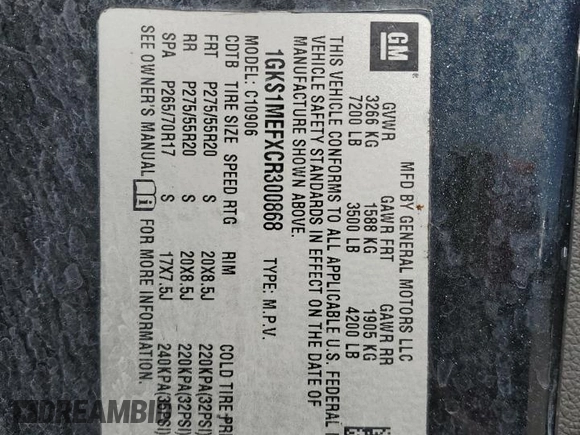 GM
MFD BY GENERAL MOTORS LLC
GVWR GAWR FRT GAWR RR
3266 KG 1588 KG 1905 KG
7200 LB 3500 LB 4200 LB
THIS VEHICLE CONFORMS TO ALL APPLICABLE U.S. FEDERAL
VEHICLE SAFETY STANDARDS IN EFFECT ON THE DATE OF
MANUFACTURE SHOWN ABOVE.
1GKS1MEFXCR300868 TYPE: M.P.V.
MODEL: C10906
CDTB TIRE SIZE SPEED RTG RIM COLD TIRE PR
FRT P275/55R20 S 20X8.5J 220KPA(32PSI)
RR P275/55R20 S 20X8.5J 220KPA(32PSI)
SPA P265/70R17 S 17X7.5J 240KPA(35PSI)
SEE OWNER'S MANUAL i FOR MORE INFORMATION.